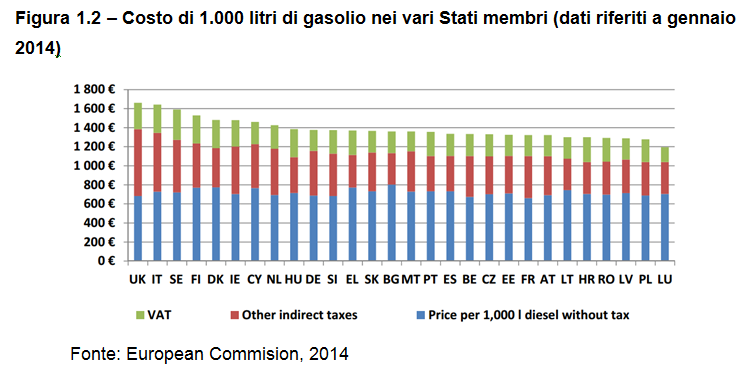 Figura 1.2 – Costo di 1.000 litri di gasolio nei vari Stati membri (dati riferiti a gennaio
2014)
1 800 €
1 600 €
1 400 €
1 200 €
1 000 €
800 €
600 €
400 €
200 €
0 €
UK IT SE FI DK IE CY NL HU DE SI EL SK BG MT PT ES BE CZ EE FR AT LT HR RO LV PL LU
VAT Other indirect taxes Price per 1,000 l diesel without tax
Fonte: European Commision, 2014